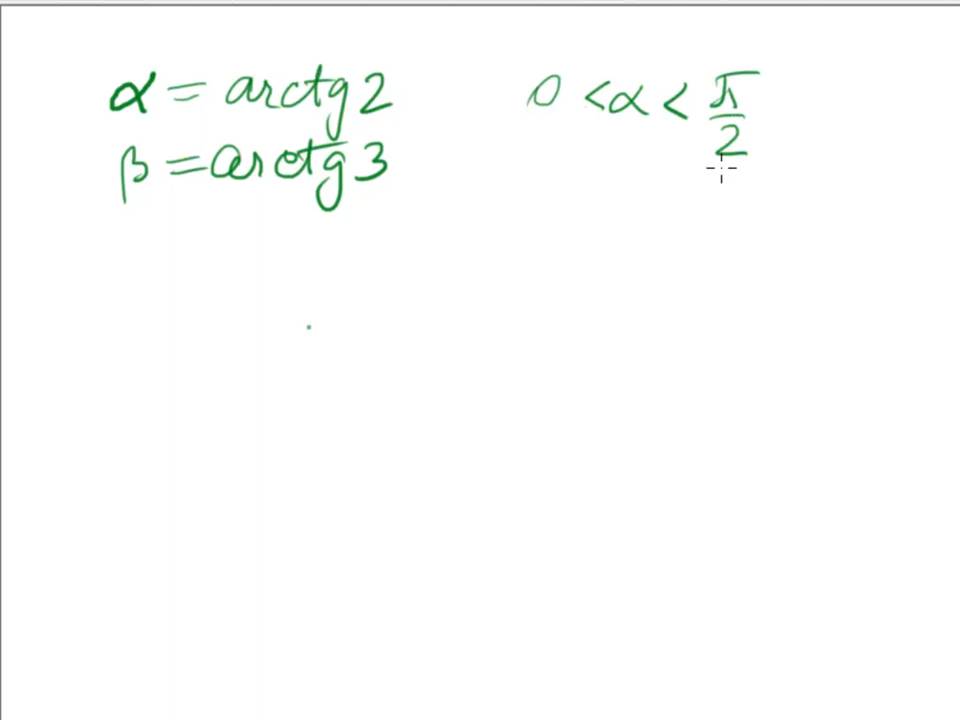 α = arctg 2 0 < α < π/2
β = arctg 3